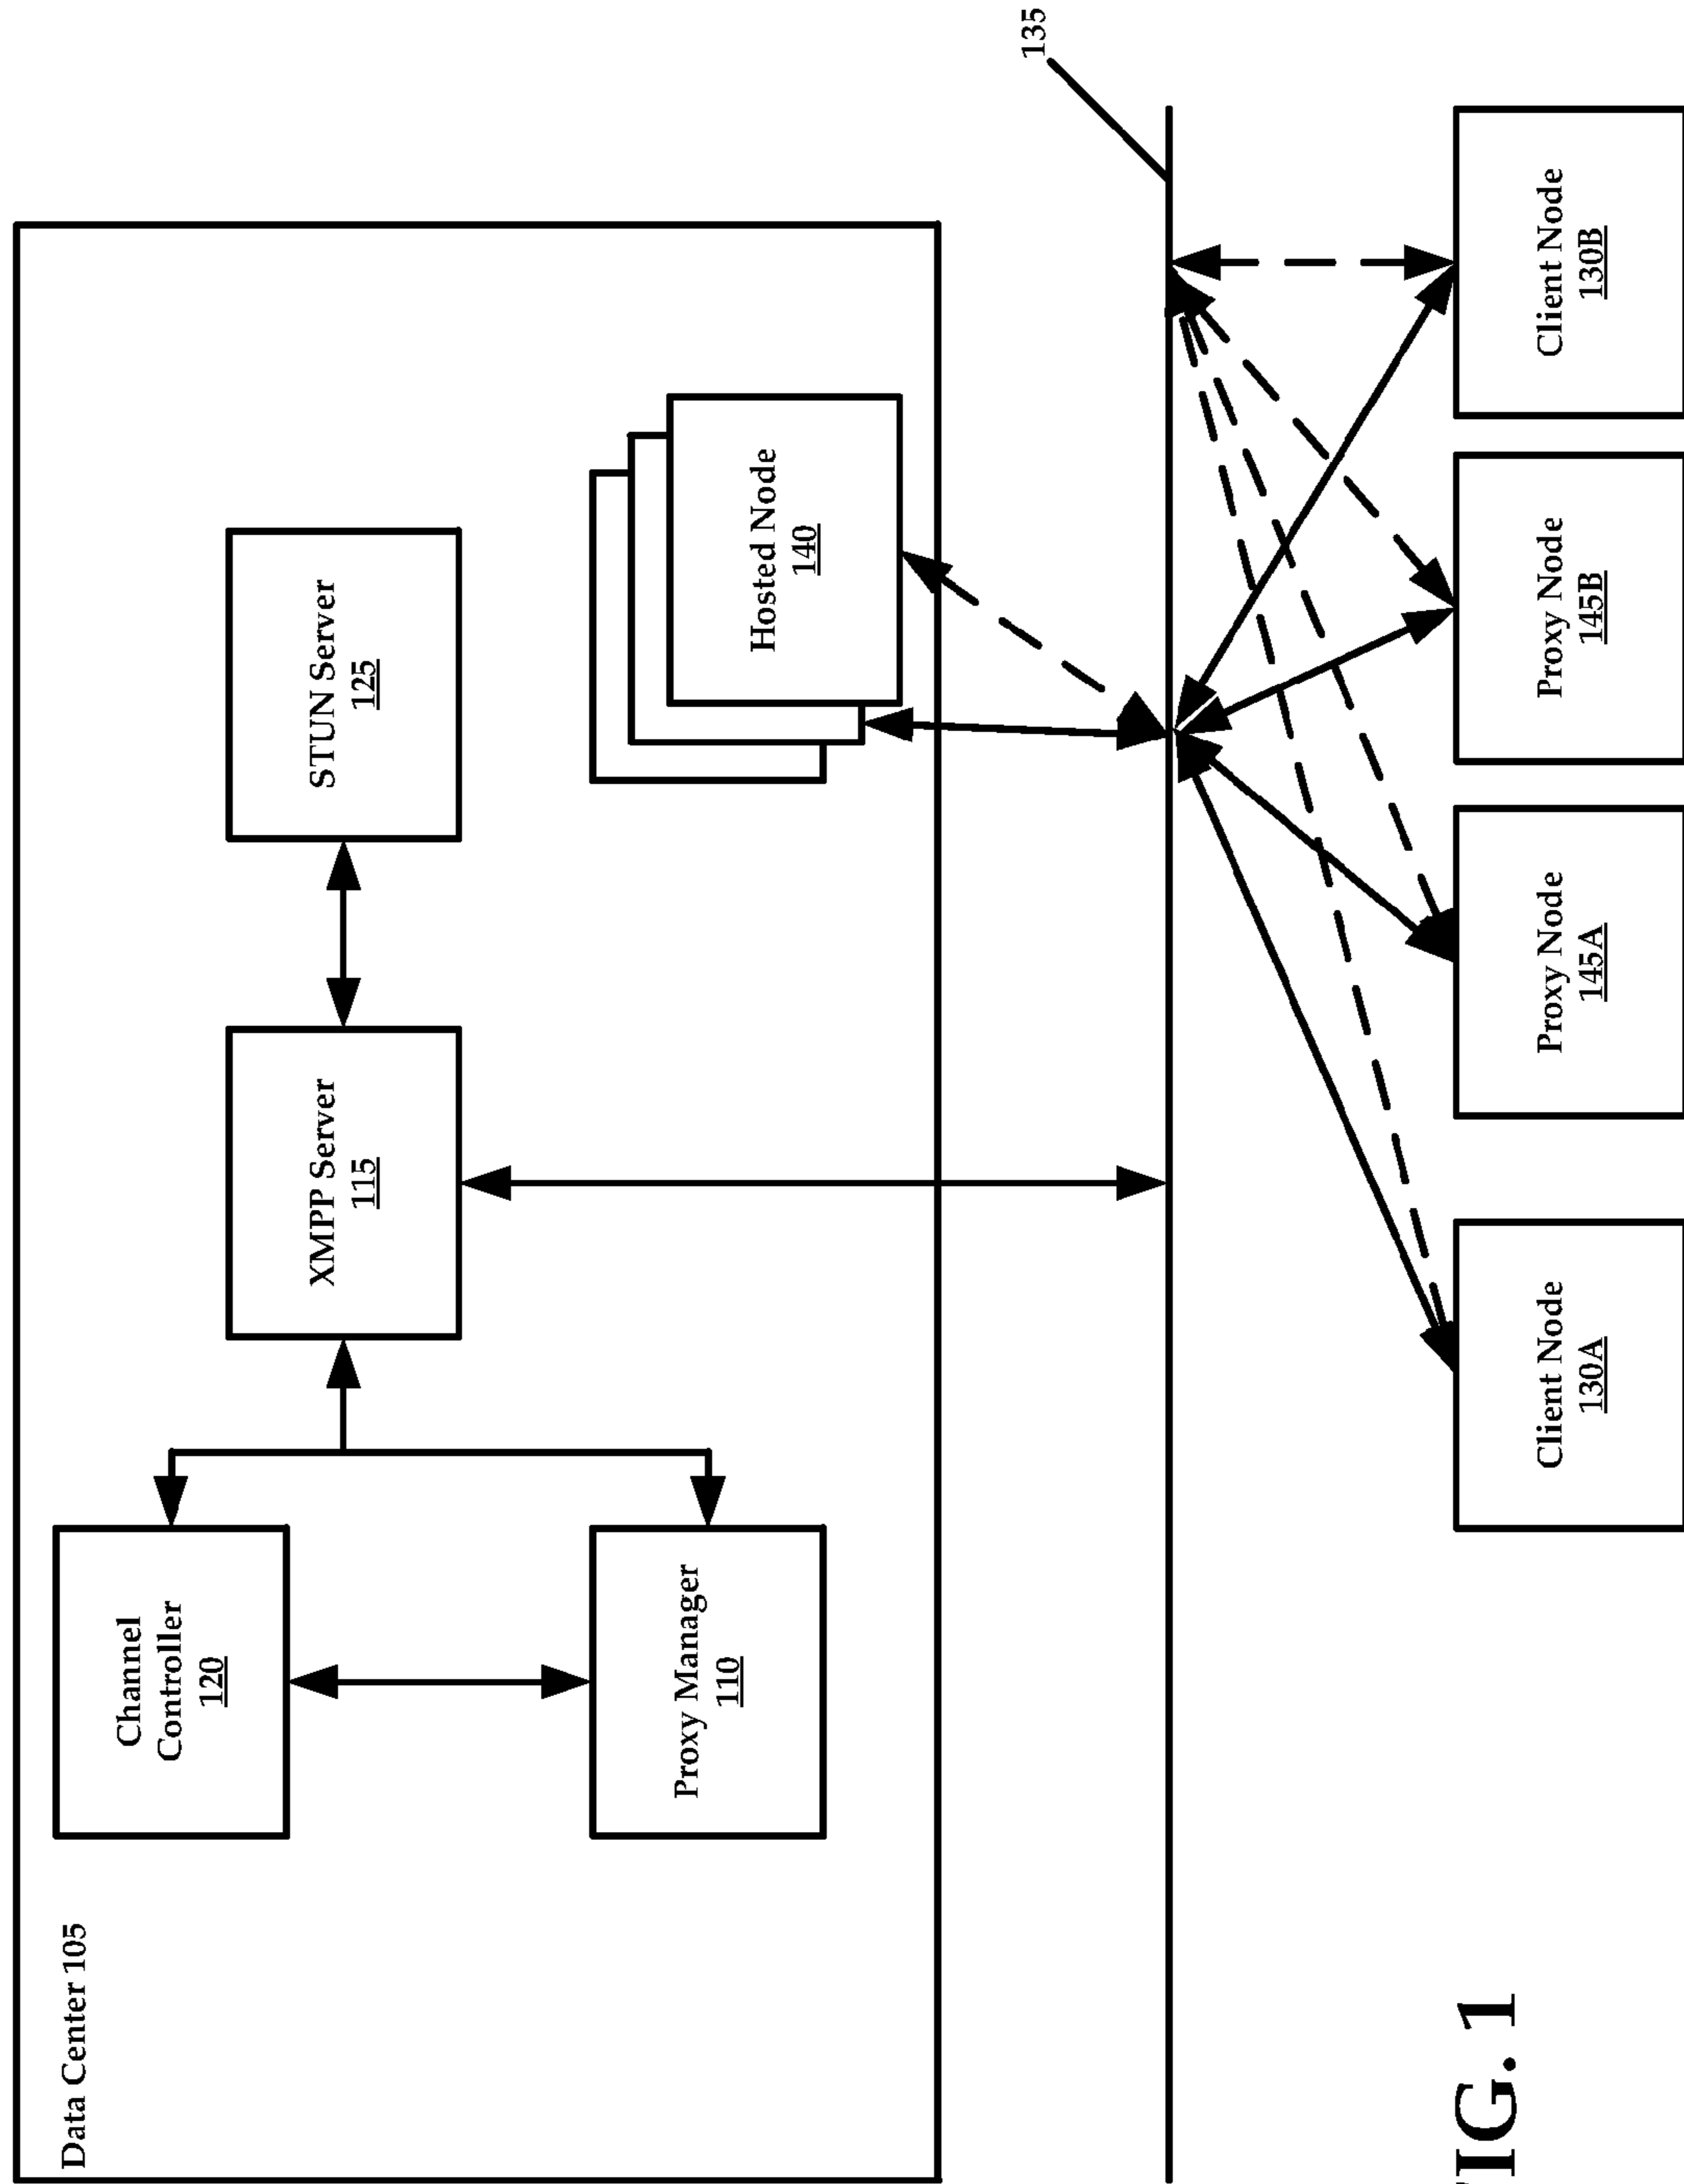 Data Center 105
Channel
Controller
120
Proxy Manager
110
XMPP Server
115
STUN Server
125
Hosted Node
140
135
Client Node
130A
Proxy Node
145A
Proxy Node
145B
Client Node
130B
FIG. 1